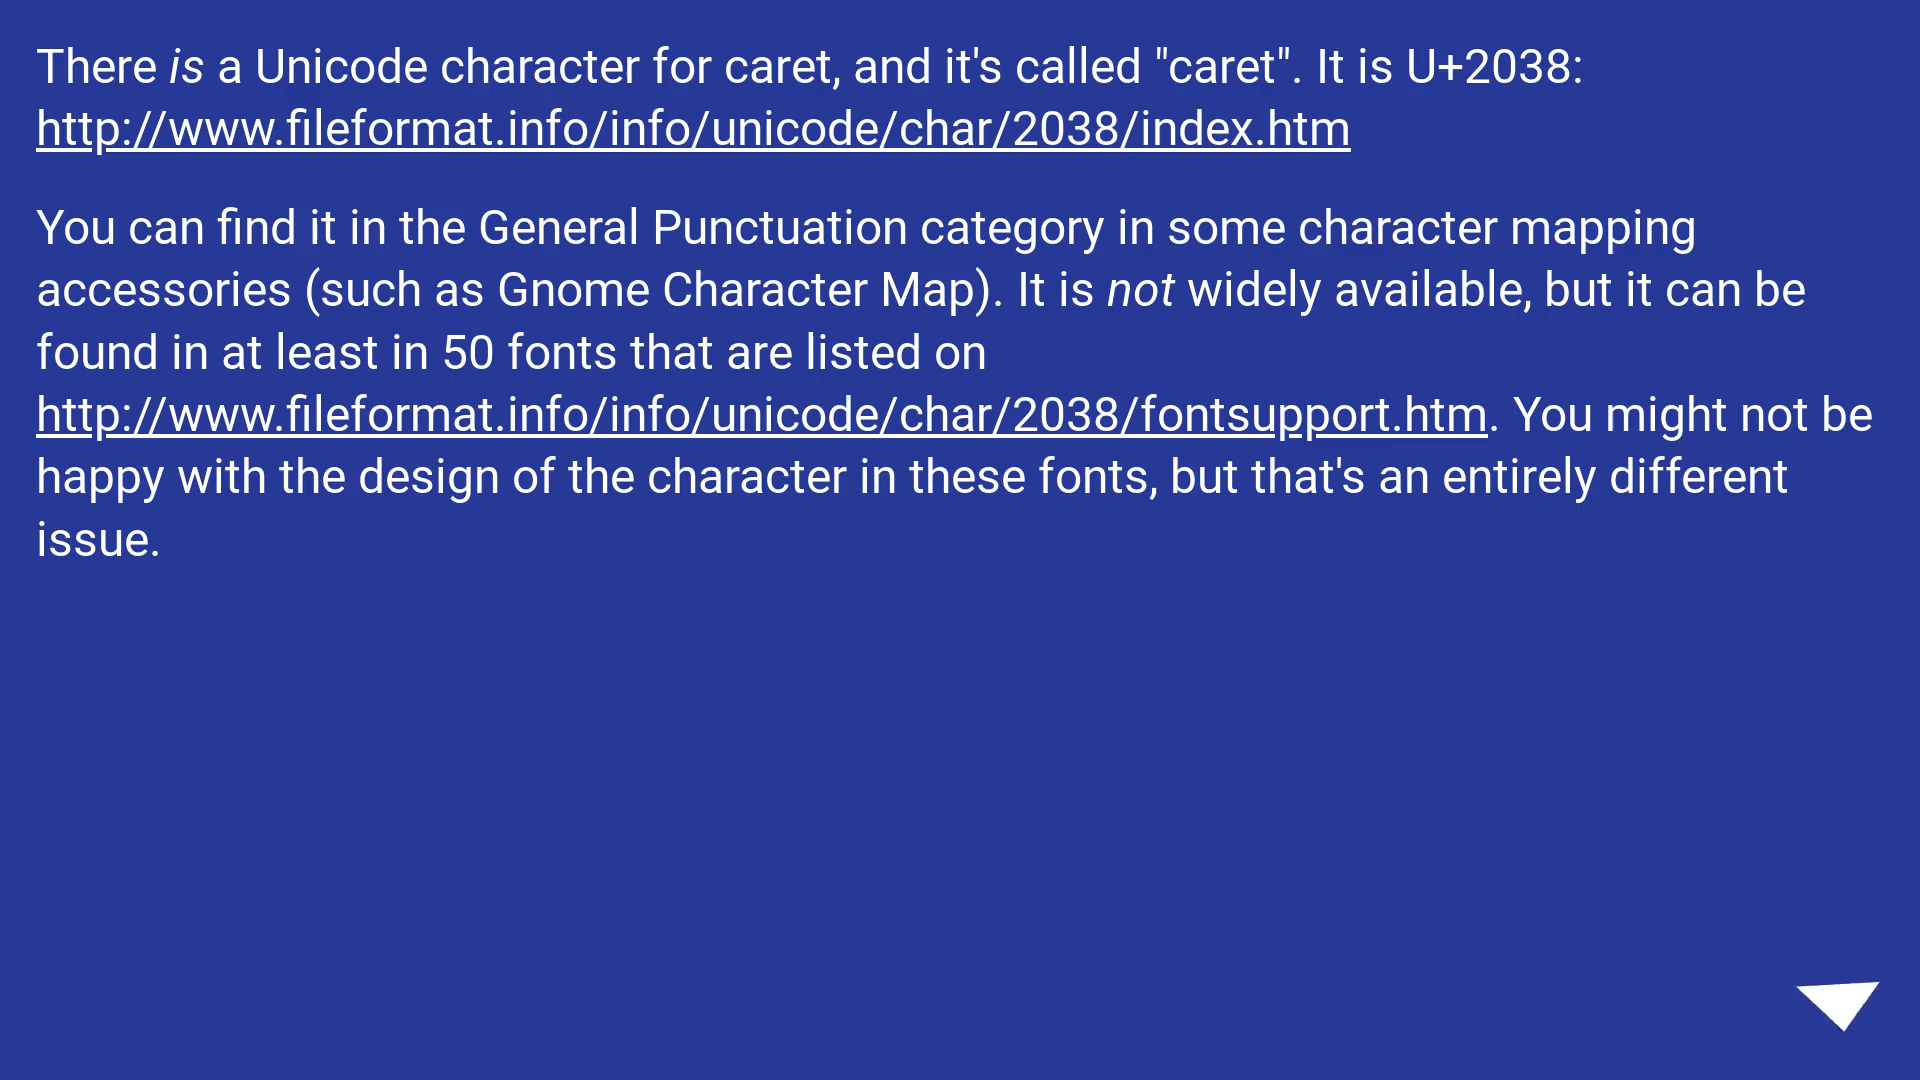 There is a Unicode character for caret, and it's called "caret". It is U+2038:
http://www.fileformat.info/info/unicode/char/2038/index.htm
You can find it in the General Punctuation category in some character mapping
accessories (such as Gnome Character Map). It is not widely available, but it can be
found in at least in 50 fonts that are listed on
http://www.fileformat.info/info/unicode/char/2038/fontsupport.htm. You might not be
happy with the design of the character in these fonts, but that's an entirely different
issue.